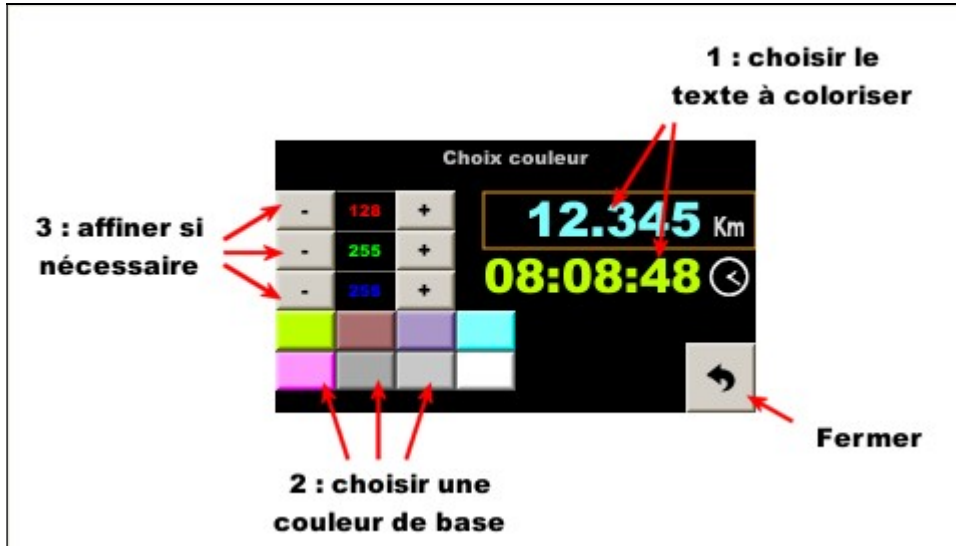 1 : choisir le
texte à coloriser
Choix couleur
- 128 +
12.345 Km
3 : affiner si
nécessaire
- 255 +
08:08:48
- 255 +
Fermer
2 : choisir une
couleur de base